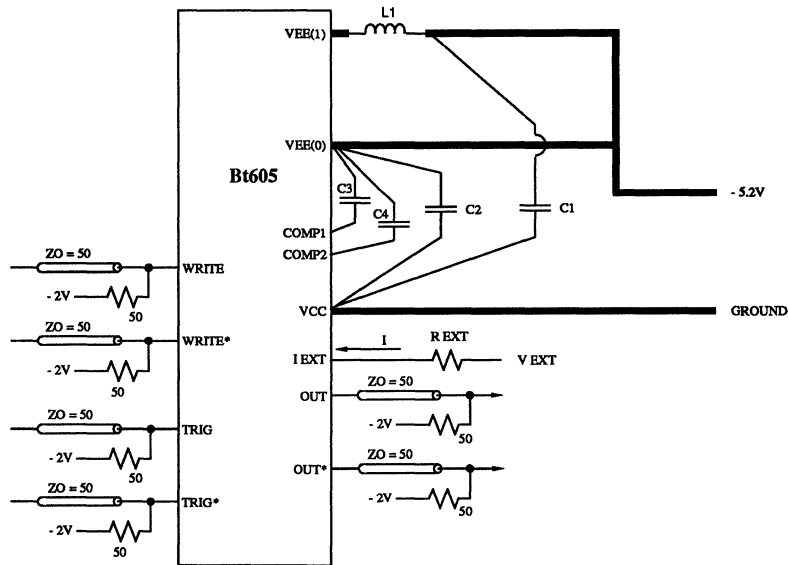 L1
VEE(1)
VEE(0)
Bt605
- 5.2V
C3
C4
C2
C1
COMP1
COMP2
ZO = 50
WRITE
- 2V
50
VCC
GROUND
ZO = 50
WRITE*
- 2V
50
I
R EXT
I EXT
V EXT
ZO = 50
OUT
- 2V
50
ZO = 50
TRIG
- 2V
50
ZO = 50
OUT*
- 2V
50
ZO = 50
TRIG*
- 2V
50